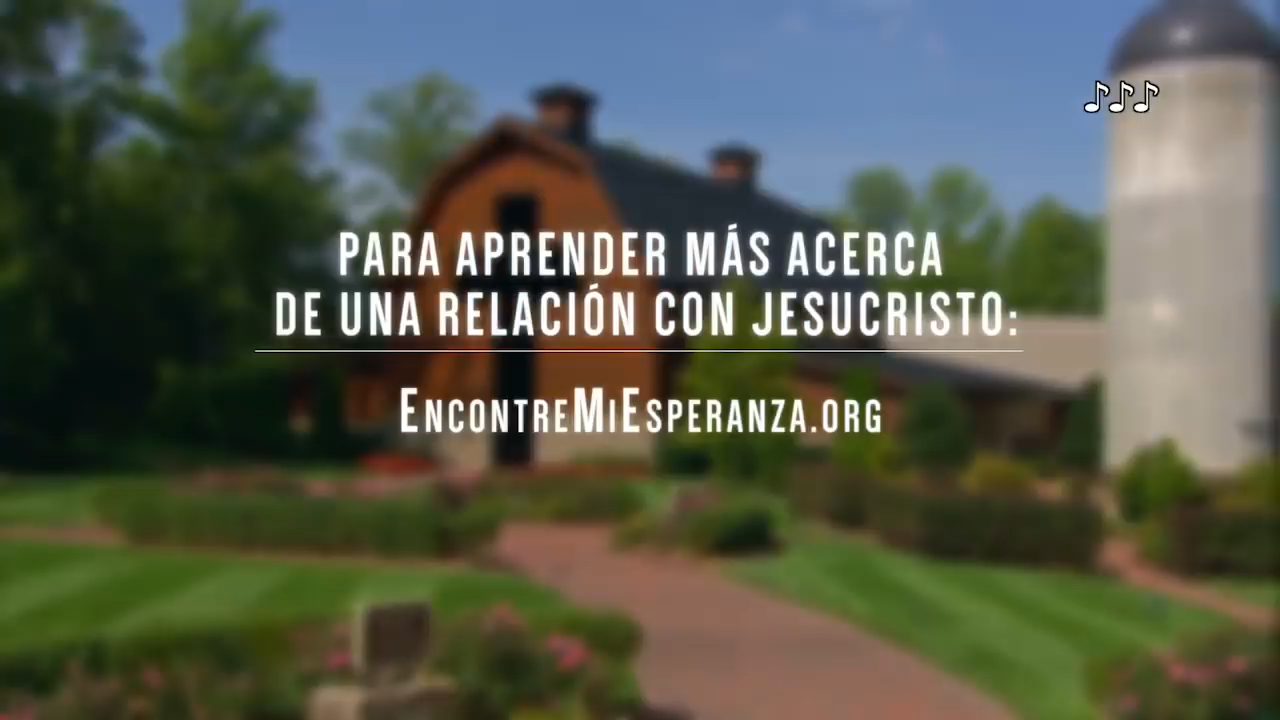 ♪♪♪
PARA APRENDER MÁS ACERCA
DE UNA RELACIÓN CON JESUCRISTO:
ENCONTREMIESPERANZA.ORG